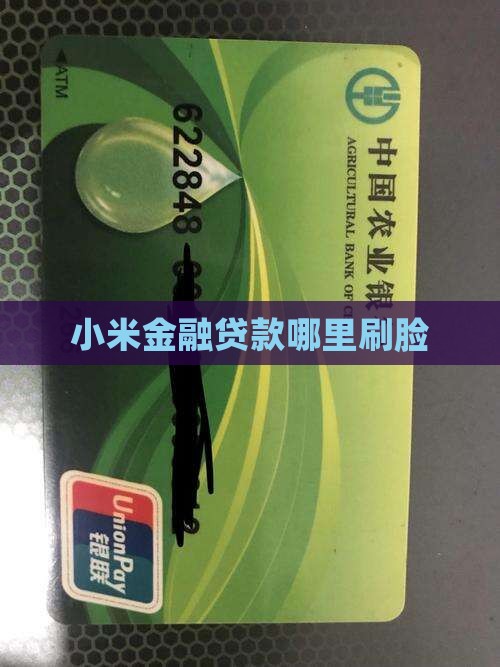 ATM
622848
中国农业银
AGRICULTURAL BANK OF C
小米金融贷款哪里刷脸
UnionPay
银联